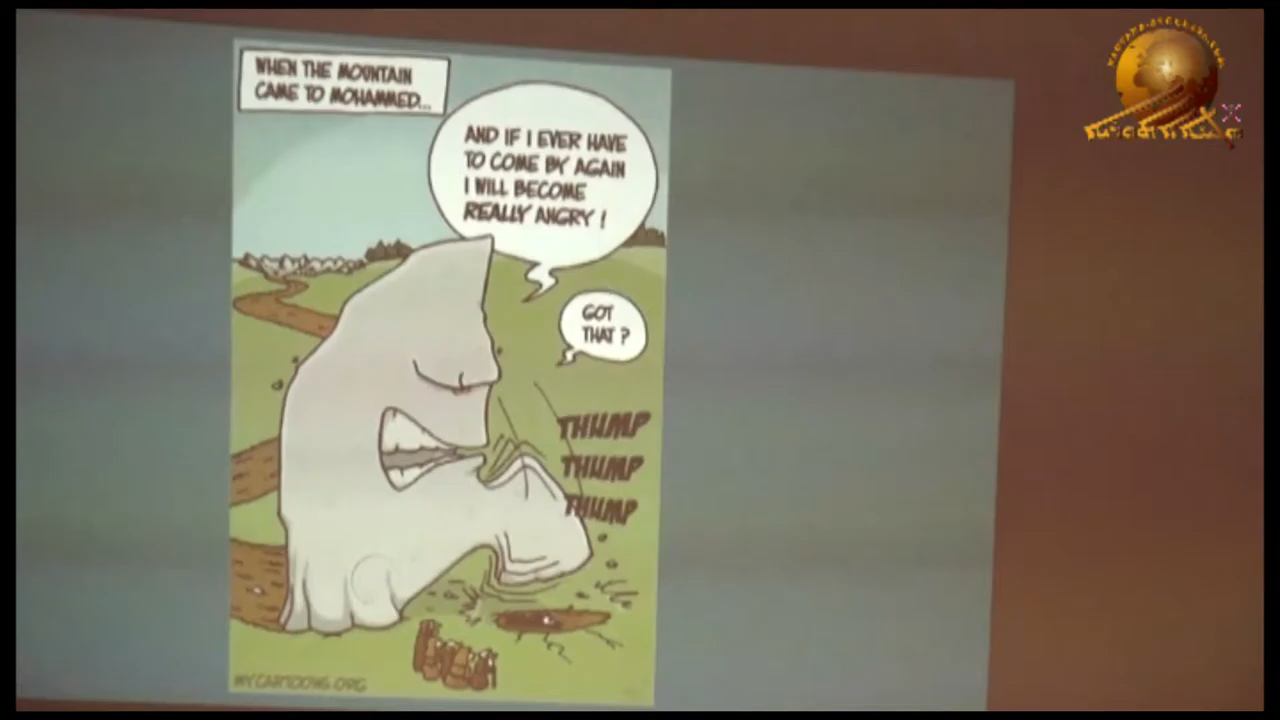 WHEN THE MOUNTAIN
CAME TO MOHAMMED...
AND IF I EVER HAVE
TO COME BY AGAIN
I WILL BECOME
REALLY ANGRY !
GOT
THAT ?
THUMP
THUMP
THUMP
MYCARTOONS.ORG